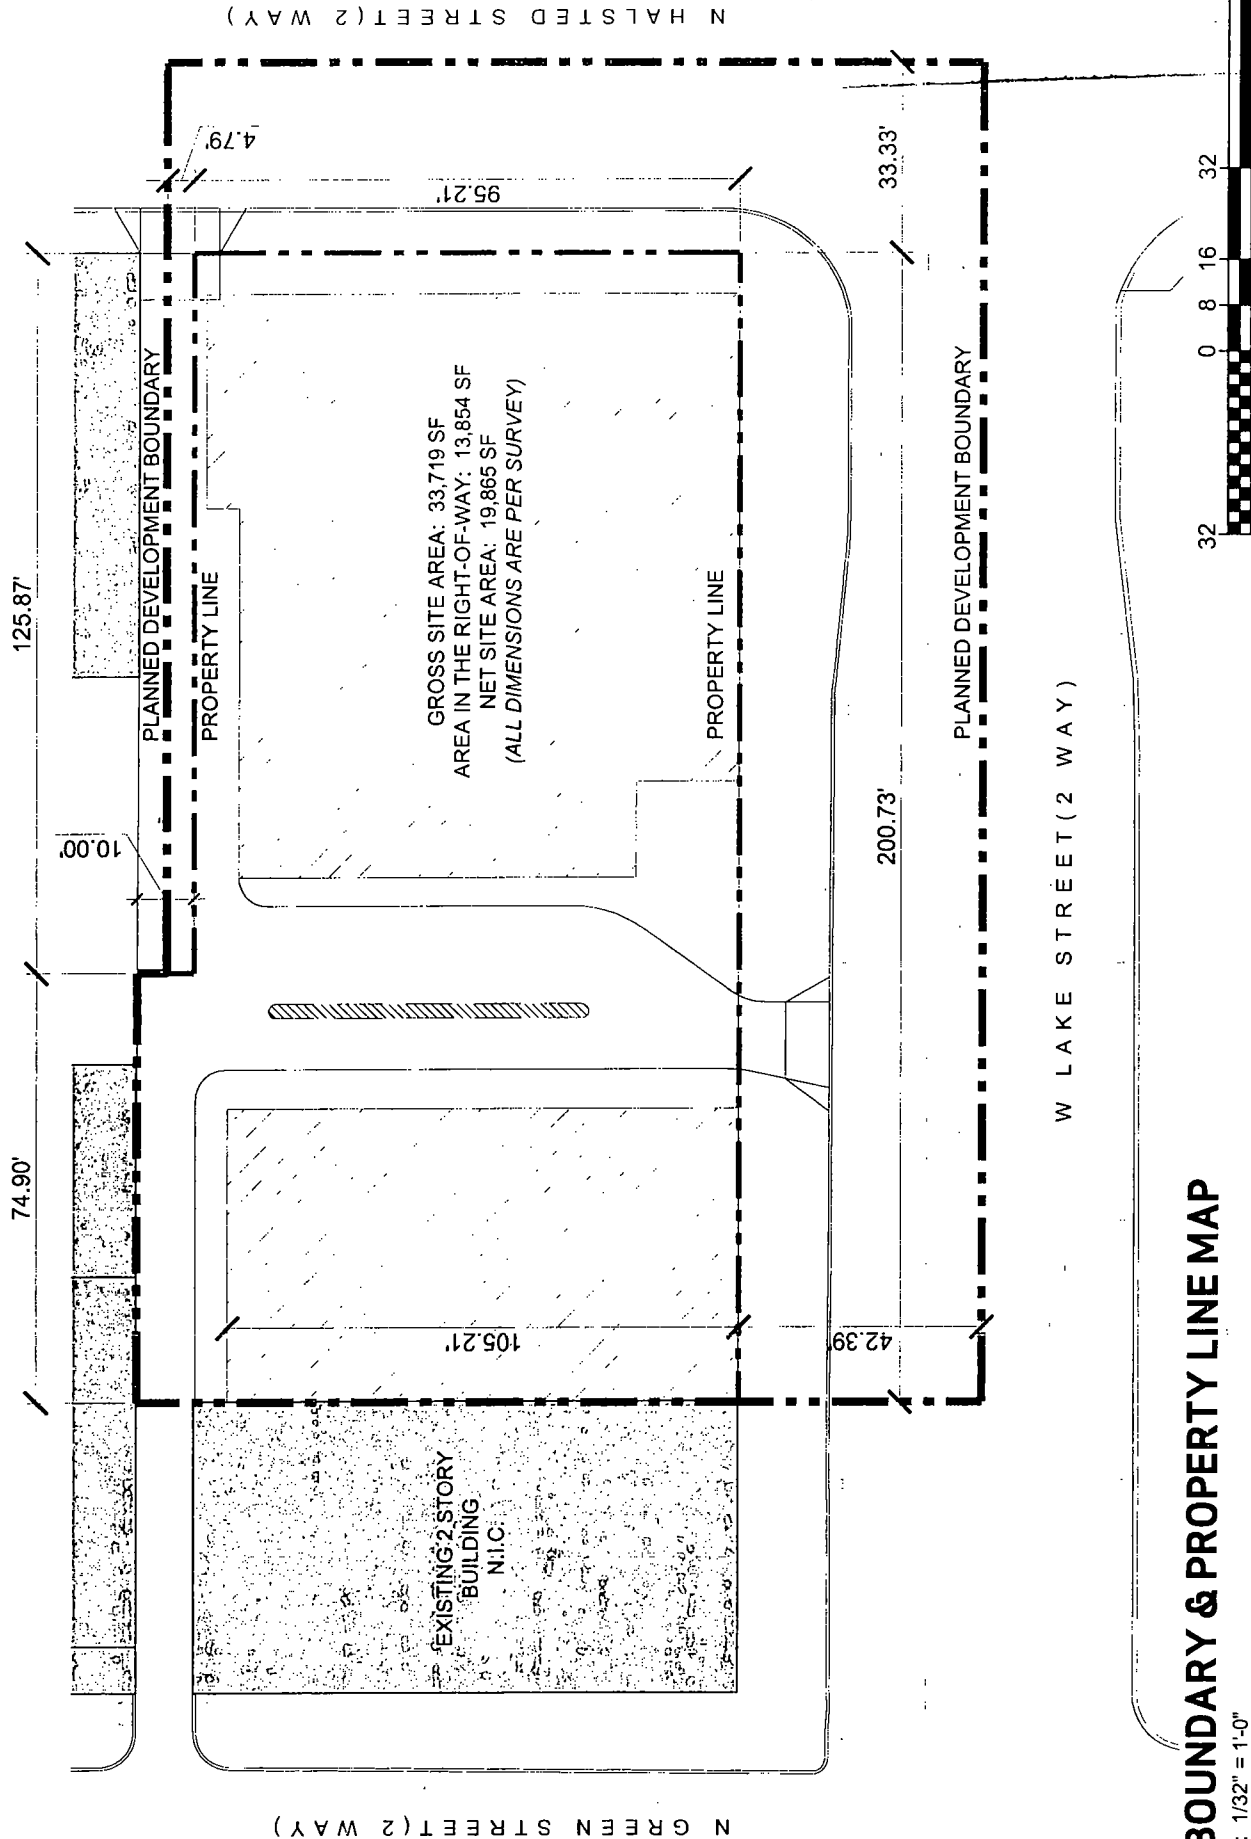 N HALSTED STREET(2 WAY)
125.87'
74.90'
4.79'
95.21'
33.33'
10.00'
PLANNED DEVELOPMENT BOUNDARY
PROPERTY LINE
GROSS SITE AREA: 33,719 SF
AREA IN THE RIGHT-OF-WAY: 13,854 SF
NET SITE AREA: 19,865 SF
(ALL DIMENSIONS ARE PER SURVEY)
PROPERTY LINE
PLANNED DEVELOPMENT BOUNDARY
200.73'
105.21'
42.39'
EXISTING 2 STORY
BUILDING
N.I.C.
W LAKE STREET(2 WAY)
N GREEN STREET(2 WAY)
32
0
8
16
32
BOUNDARY & PROPERTY LINE MAP
: 1/32" = 1'-0"